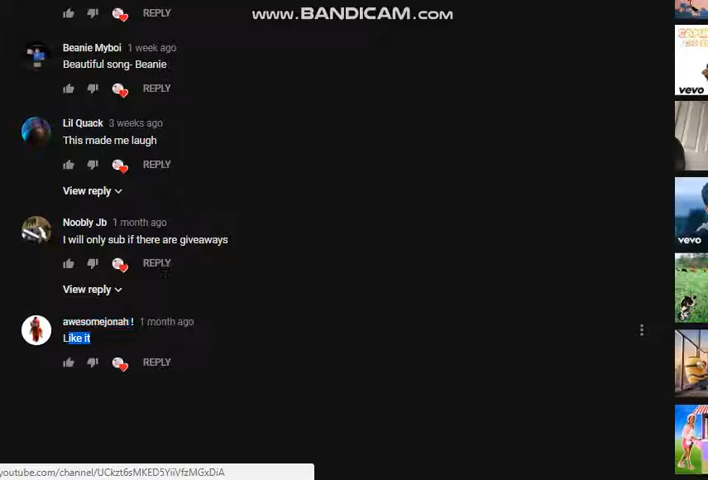 www.BANDICAM.com
REPLY
Beanie Myboi 1 week ago
Beautiful song- Beanie
REPLY
Lil Quack 3 weeks ago
This made me laugh
REPLY
View reply
Noobly Jb 1 month ago
I will only sub if there are giveaways
REPLY
View reply
awesomejonah ! 1 month ago
Like it
REPLY
vevo
vevo
youtube.com/channel/UCkzt6sMKED5YiiVfzMGxDiA